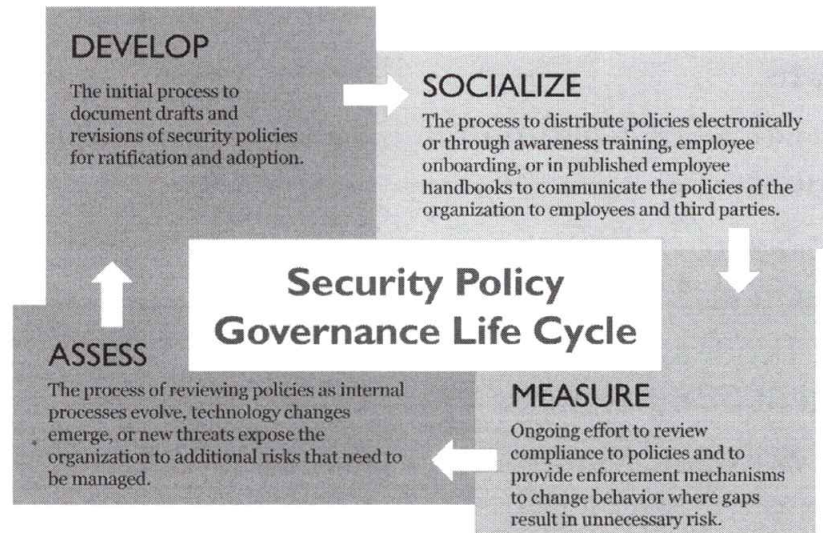 DEVELOP
The initial process to
document drafts and
revisions of security policies
for ratification and adoption.
SOCIALIZE
The process to distribute policies electronically
or through awareness training, employee
onboarding, or in published employee
handbooks to communicate the policies of the
organization to employees and third parties.
Security Policy
Governance Life Cycle
ASSESS
The process of reviewing policies as internal
processes evolve, technology changes
emerge, or new threats expose the
organization to additional risks that need to
be managed.
MEASURE
Ongoing effort to review
compliance to policies and to
provide enforcement mechanisms
to change behavior where gaps
result in unnecessary risk.